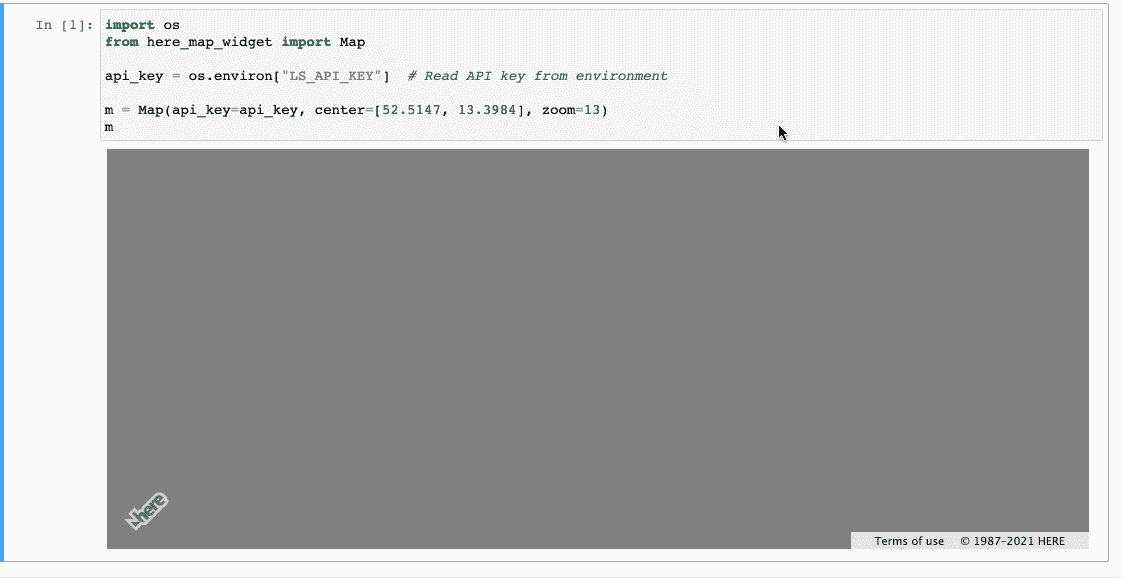 In [1]: import os
from here_map_widget import Map
api_key = os.environ["LS_API_KEY"]  # Read API key from environment
m = Map(api_key=api_key, center=[52.5147, 13.3984], zoom=13)
m
here
Terms of use © 1987-2021 HERE